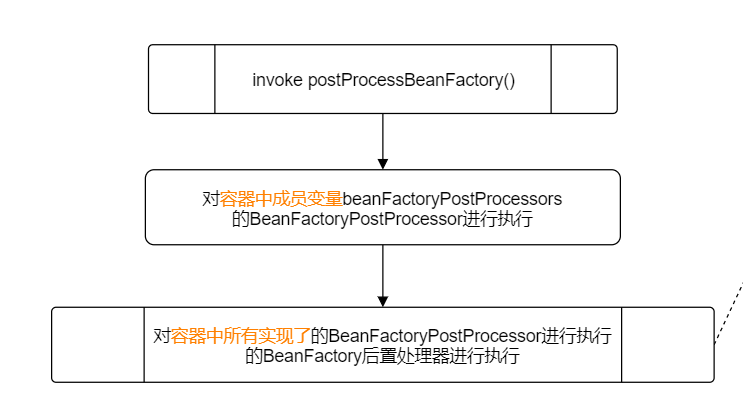 invoke postProcessBeanFactory()
对容器中成员变量beanFactoryPostProcessors
的BeanFactoryPostProcessor进行执行
对容器中所有实现了的BeanFactoryPostProcessor进行执行
的BeanFactory后置处理器进行执行